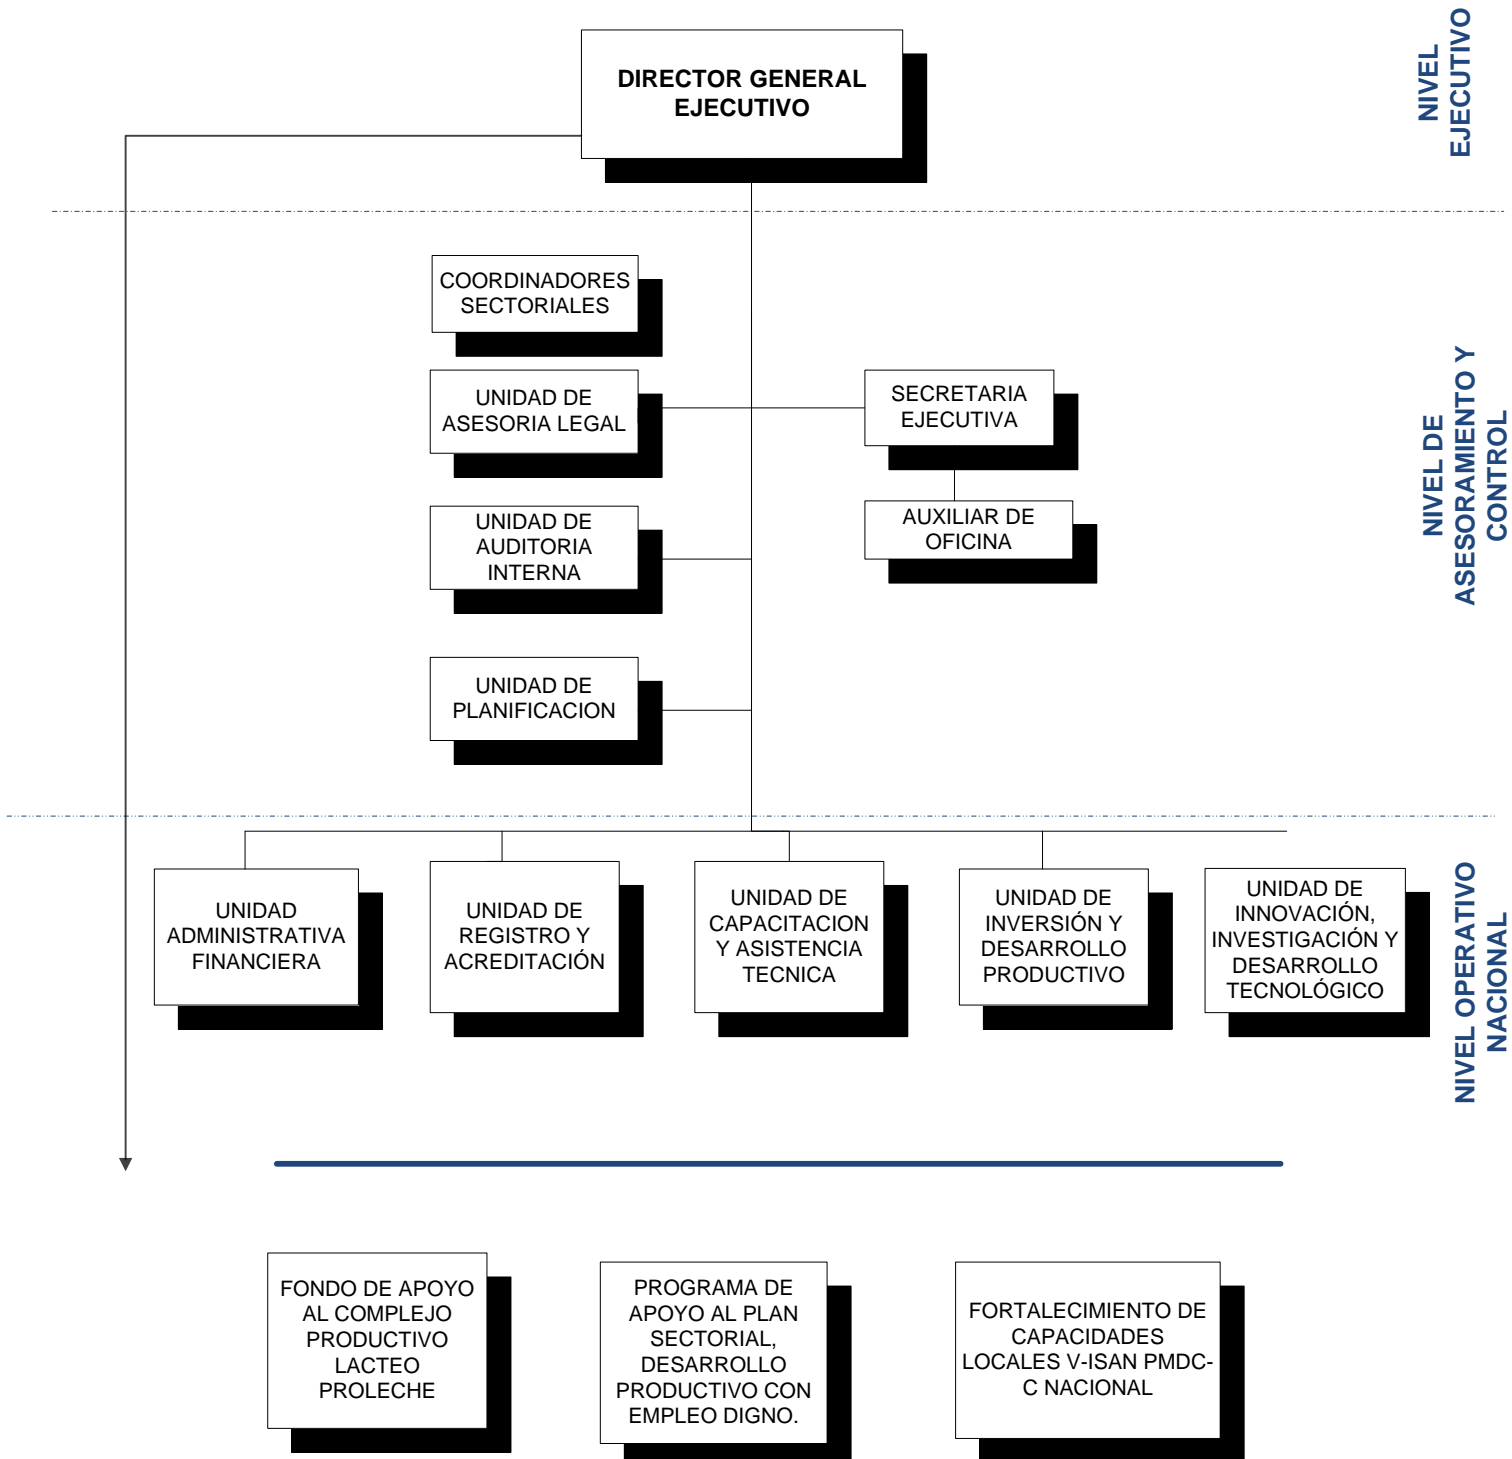 DIRECTOR GENERAL
EJECUTIVO
NIVEL
EJECUTIVO
COORDINADORES
SECTORIALES
UNIDAD DE
ASESORIA LEGAL
SECRETARIA
EJECUTIVA
UNIDAD DE
AUDITORIA
INTERNA
AUXILIAR DE
OFICINA
UNIDAD DE
PLANIFICACION
NIVEL DE
ASESORAMIENTO Y
CONTROL
UNIDAD
ADMINISTRATIVA
FINANCIERA
UNIDAD DE
REGISTRO Y
ACREDITACIÓN
UNIDAD DE
CAPACITACION
Y ASISTENCIA
TECNICA
UNIDAD DE
INVERSIÓN Y
DESARROLLO
PRODUCTIVO
UNIDAD DE
INNOVACIÓN,
INVESTIGACIÓN Y
DESARROLLO
TECNOLÓGICO
NIVEL OPERATIVO
NACIONAL
FONDO DE APOYO
AL COMPLEJO
PRODUCTIVO
LACTEO
PROLECHE
PROGRAMA DE
APOYO AL PLAN
SECTORIAL,
DESARROLLO
PRODUCTIVO CON
EMPLEO DIGNO.
FORTALECIMIENTO DE
CAPACIDADES
LOCALES V-ISAN PMDC-
C NACIONAL